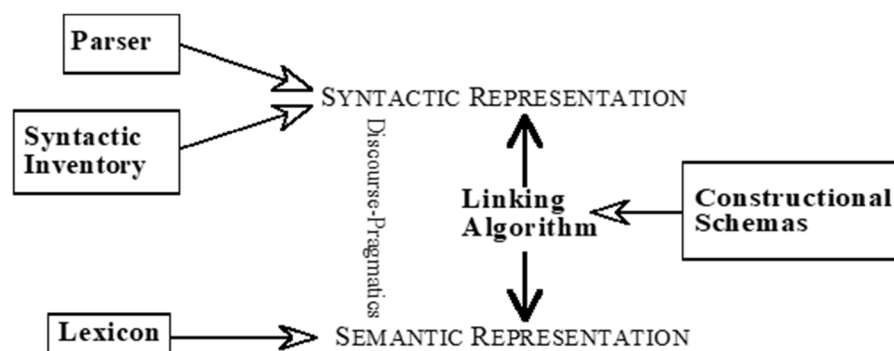 Parser
SYNTACTIC REPRESENTATION
Syntactic
Inventory
Discourse-Pragmatics
Linking
Algorithm
Constructional
Schemas
Lexicon
SEMANTIC REPRESENTATION